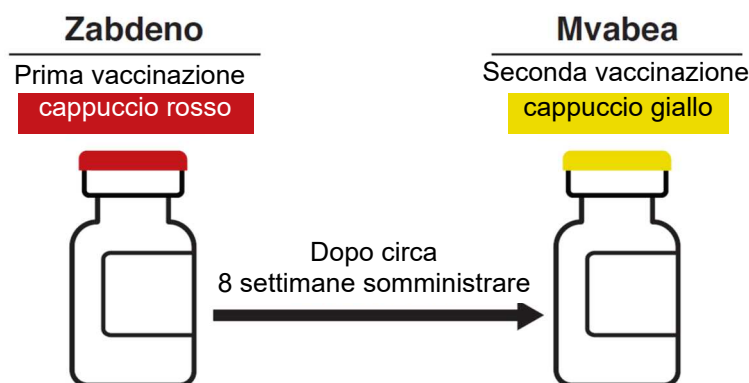 Zabdeno
Prima vaccinazione
cappuccio rosso
Mvabea
Seconda vaccinazione
cappuccio giallo
Dopo circa
8 settimane somministrare